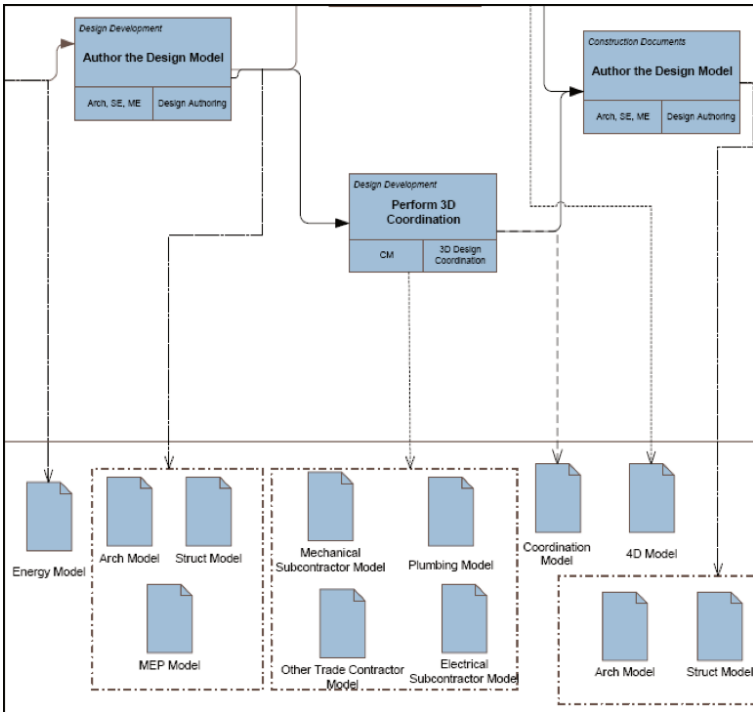 Design Development
Author the Design Model
Arch, SE, ME
Design Authoring
Construction Documents
Author the Design Model
Arch, SE, ME
Design Authoring
Design Development
Perform 3D
Coordination
CM
3D Design
Coordination
Energy Model
Arch Model
Struct Model
MEP Model
Mechanical
Subcontractor Model
Plumbing Model
Other Trade Contractor
Model
Electrical
Subcontractor Model
Coordination
Model
4D Model
Arch Model
Struct Model